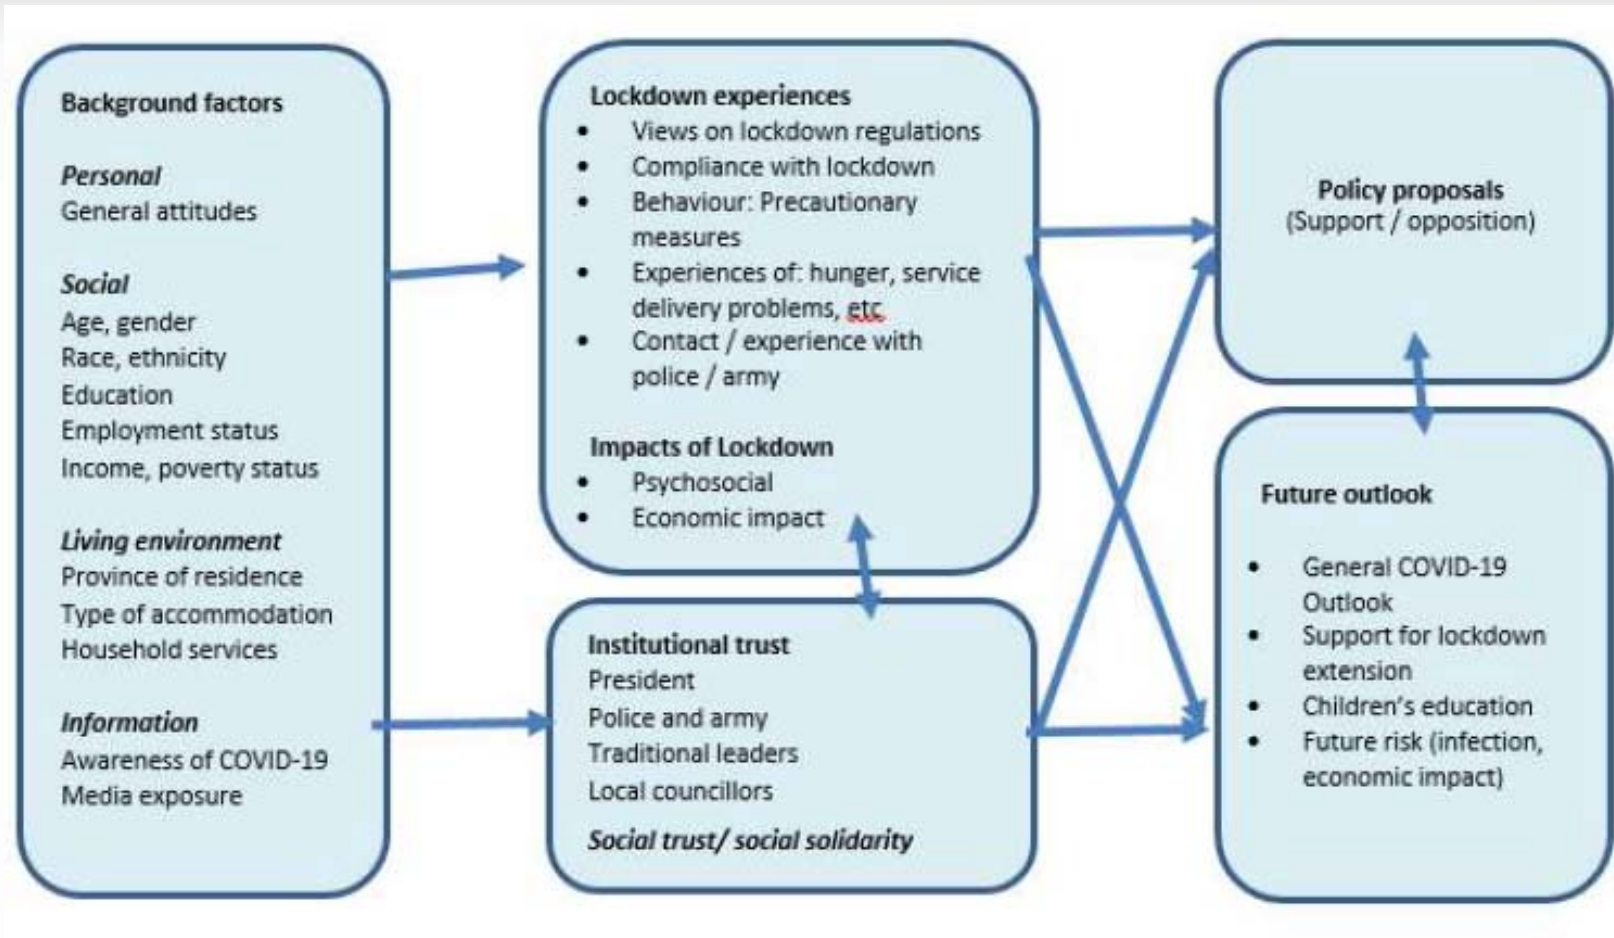 Background factors
Personal
General attitudes
Social
Age, gender
Race, ethnicity
Education
Employment status
Income, poverty status
Living environment
Province of residence
Type of accommodation
Household services
Information
Awareness of COVID-19
Media exposure
Lockdown experiences
• Views on lockdown regulations
• Compliance with lockdown
• Behaviour: Precautionary
measures
• Experiences of: hunger, service
delivery problems, etc
• Contact / experience with
police / army
Impacts of Lockdown
• Psychosocial
• Economic impact
Institutional trust
President
Police and army
Traditional leaders
Local councillors
Social trust/ social solidarity
Policy proposals
(Support / opposition)
Future outlook
• General COVID-19
Outlook
• Support for lockdown
extension
• Children's education
• Future risk (infection,
economic impact)